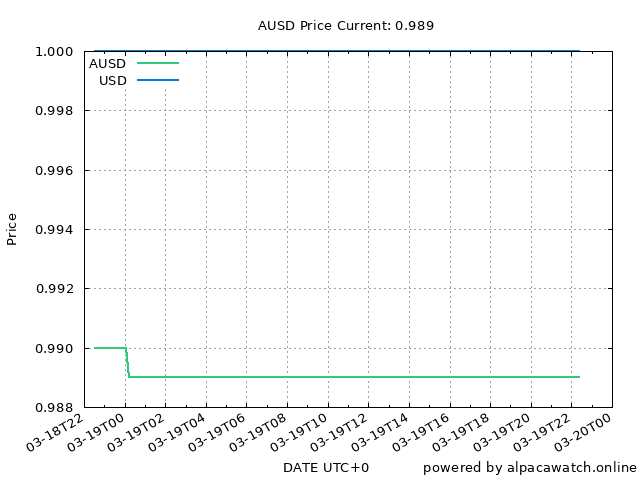 AUSD Price Current: 0.989
1.000
AUSD
USD
0.998
0.996
0.994
Price
0.992
0.990
0.988
03-18T22
03-19T00
03-19T02
03-19T04
03-19T06
03-19T08
03-19T10
03-19T12
03-19T14
03-19T16
03-19T18
03-19T20
03-19T22
03-20T00
DATE UTC+0
powered by alpacawatch.online